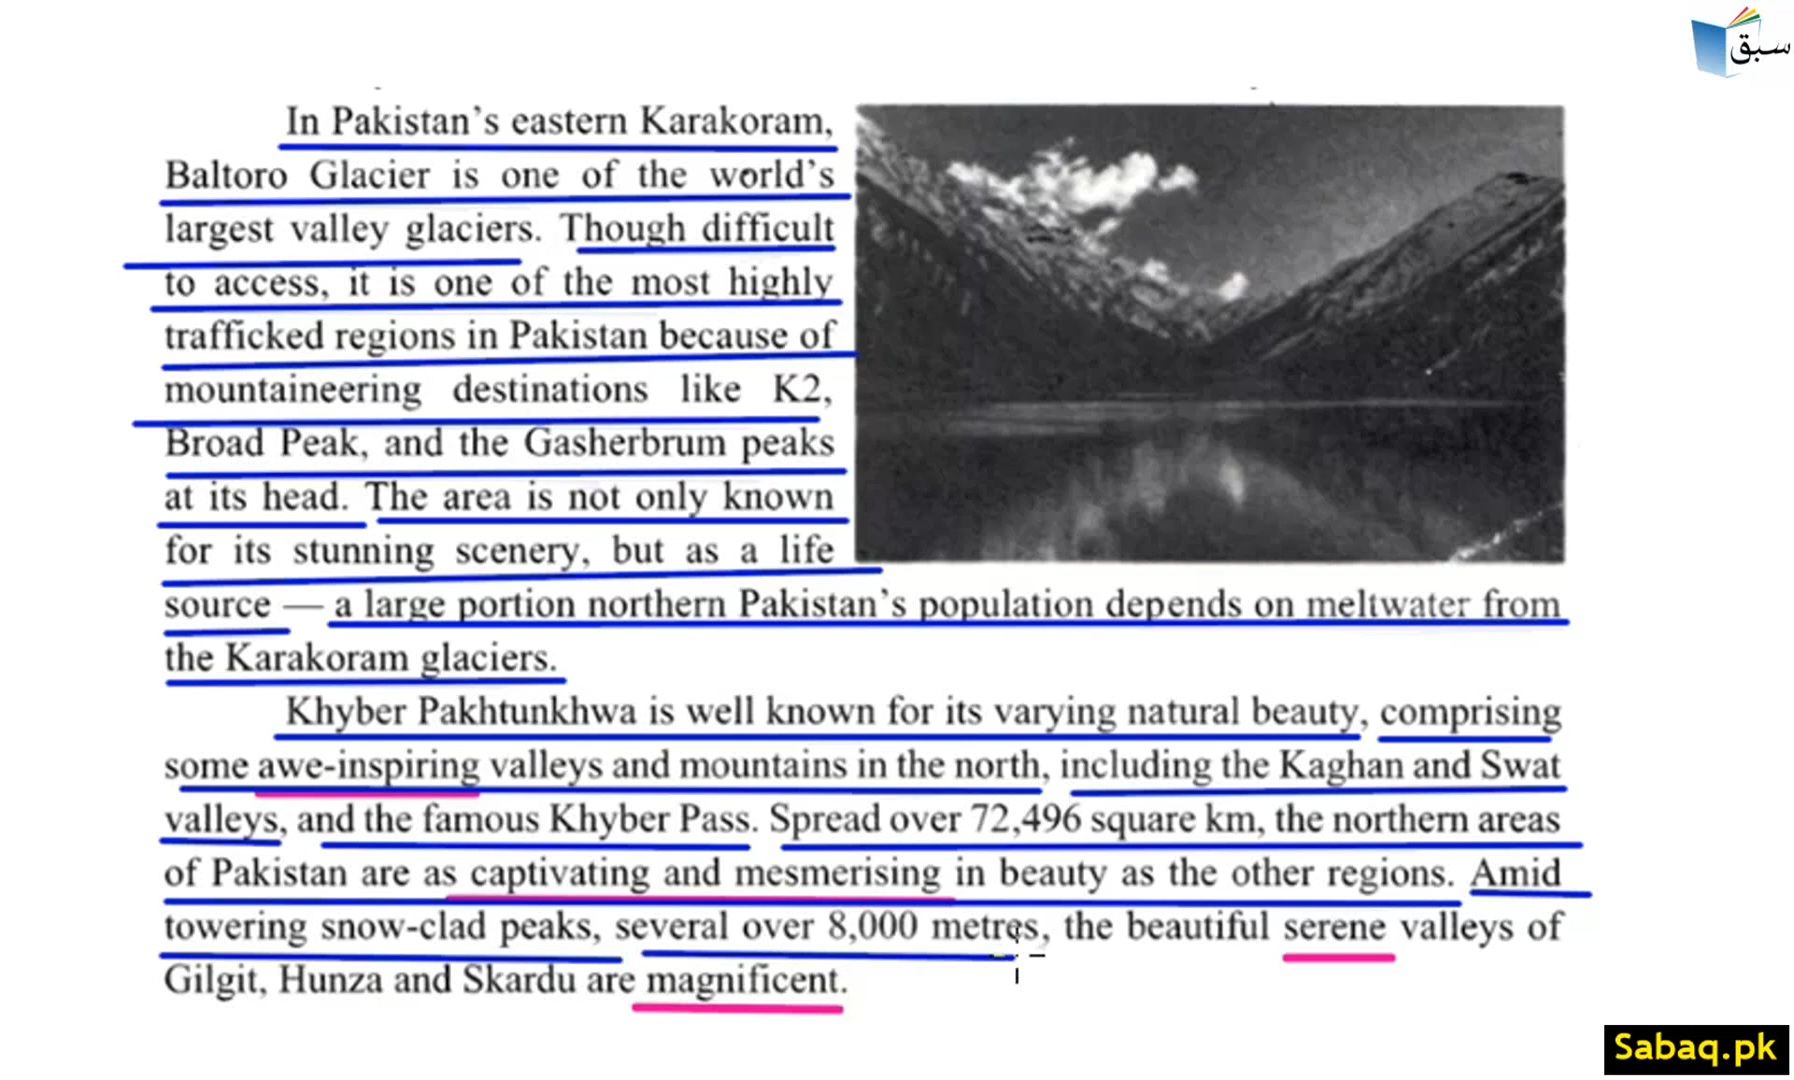 سبق
In Pakistan's eastern Karakoram,
Baltoro Glacier is one of the world's
largest valley glaciers. Though difficult
to access, it is one of the most highly
trafficked regions in Pakistan because of
mountaineering destinations like K2,
Broad Peak, and the Gasherbrum peaks
at its head. The area is not only known
for its stunning scenery, but as a life
source — a large portion northern Pakistan's population depends on meltwater from
the Karakoram glaciers.
Khyber Pakhtunkhwa is well known for its varying natural beauty, comprising
some awe-inspiring valleys and mountains in the north, including the Kaghan and Swat
valleys, and the famous Khyber Pass. Spread over 72,496 square km, the northern areas
of Pakistan are as captivating and mesmerising in beauty as the other regions. Amid
towering snow-clad peaks, several over 8,000 metres, the beautiful serene valleys of
Gilgit, Hunza and Skardu are magnificent.
Sabaq.pk